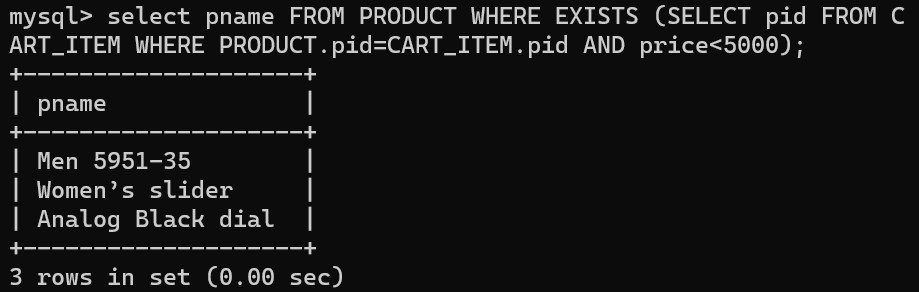 mysql> select pname FROM PRODUCT WHERE EXISTS (SELECT pid FROM C
ART_ITEM WHERE PRODUCT.pid=CART_ITEM.pid AND price<5000);
+--------------------+
| pname              |
+--------------------+
| Men 5951-35        |
| Women’s slider     |
| Analog Black dial  |
+--------------------+
3 rows in set (0.00 sec)